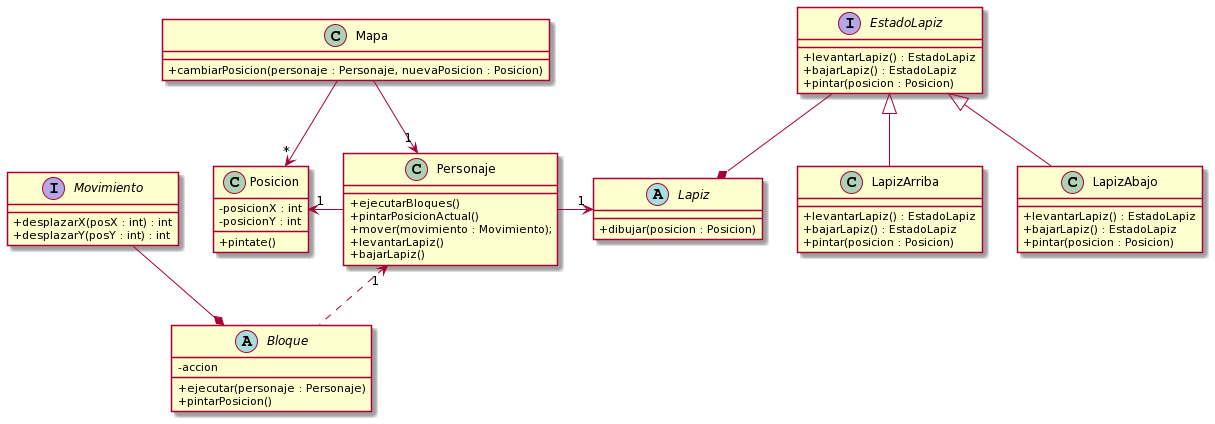 C Mapa
+cambiarPosicion(personaje : Personaje, nuevaPosicion : Posicion)
I EstadoLapiz
+levantarLapiz() : EstadoLapiz
+bajarLapiz() : EstadoLapiz
+pintar(posicion : Posicion)
*
1
I Movimiento
+desplazarX(posX : int) : int
+desplazarY(posY : int) : int
C Posicion
-posicionX : int
-posicionY : int
+pintate()
1
C Personaje
+ejecutarBloques()
+pintarPosicionActual()
+mover(movimiento : Movimiento);
+levantarLapiz()
+bajarLapiz()
1
A Lapiz
+dibujar(posicion : Posicion)
C LapizArriba
+levantarLapiz() : EstadoLapiz
+bajarLapiz() : EstadoLapiz
+pintar(posicion : Posicion)
C LapizAbajo
+levantarLapiz() : EstadoLapiz
+bajarLapiz() : EstadoLapiz
+pintar(posicion : Posicion)
1
A Bloque
-accion
+ejecutar(personaje : Personaje)
+pintarPosicion()